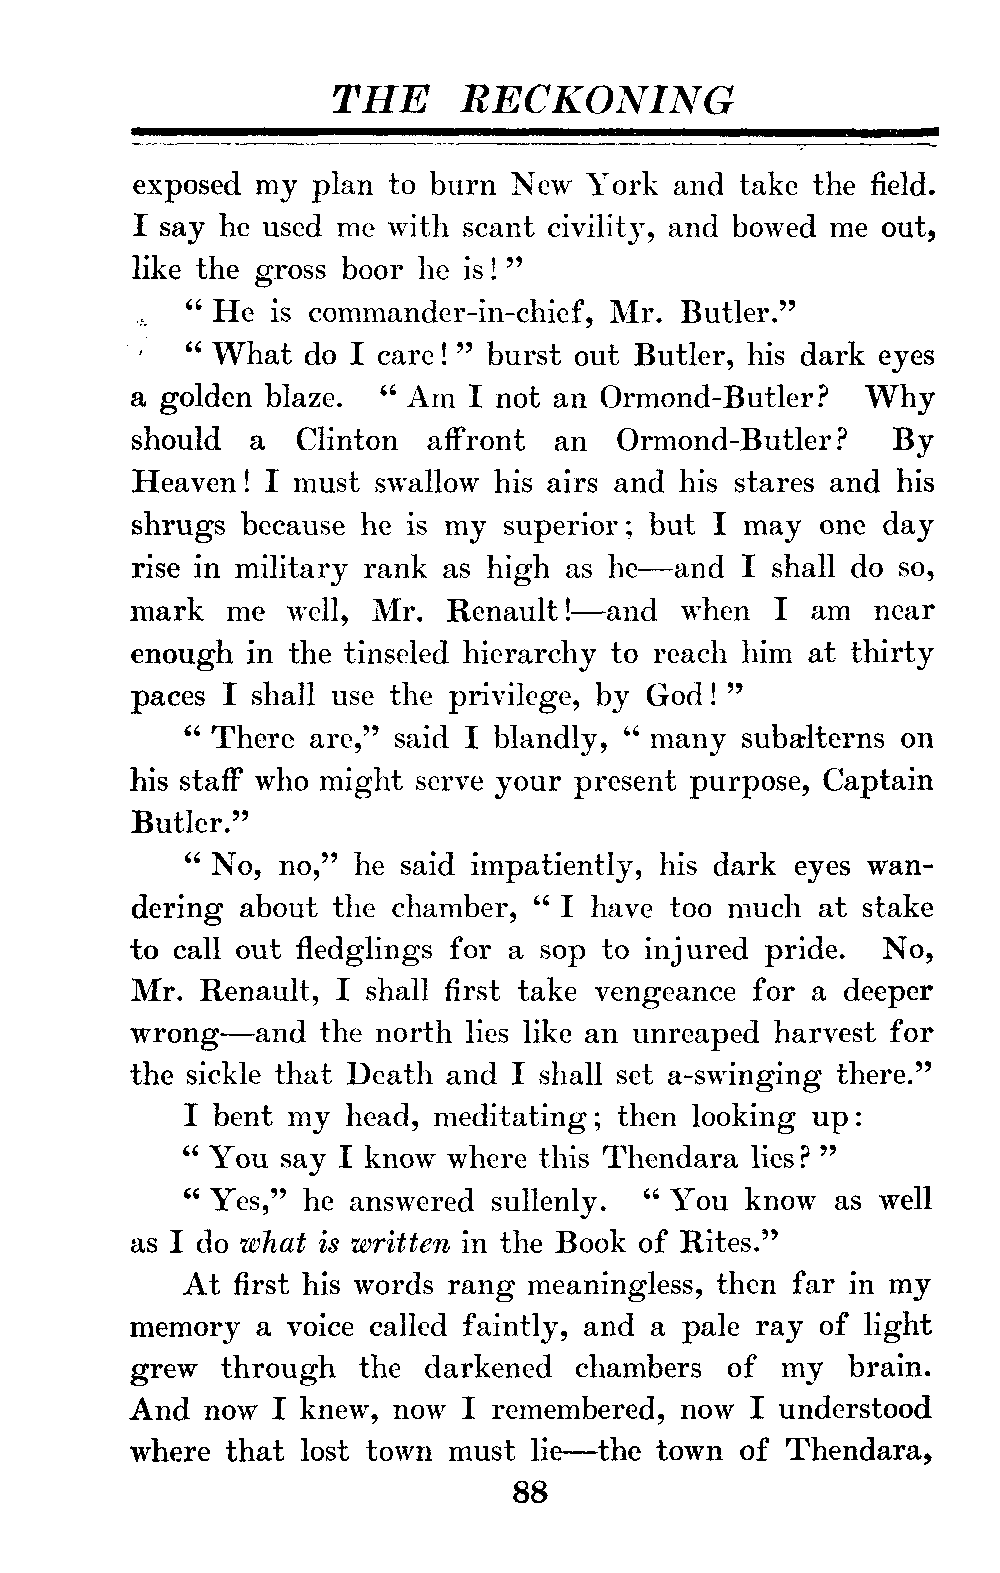 THE RECKONING
exposed my plan to burn New York and take the field.
I say he used me with scant civility, and bowed me out,
like the gross boor he is! ”
“ He is commander-in-chief, Mr. Butler.”
“ What do I care! ” burst out Butler, his dark eyes
a golden blaze. “ Am I not an Ormond-Butler? Why
should a Clinton affront an Ormond-Butler? By
Heaven! I must swallow his airs and his stares and his
shrugs because he is my superior; but I may one day
rise in military rank as high as he—and I shall do so,
mark me well, Mr. Renault!—and when I am near
enough in the tinseled hierarchy to reach him at thirty
paces I shall use the privilege, by God! ”
“ There are,” said I blandly, “ many subalterns on
his staff who might serve your present purpose, Captain
Butler.”
“ No, no,” he said impatiently, his dark eyes wan-
dering about the chamber, “ I have too much at stake
to call out fledglings for a sop to injured pride. No,
Mr. Renault, I shall first take vengeance for a deeper
wrong—and the north lies like an unreaped harvest for
the sickle that Death and I shall set a-swinging there.”
I bent my head, meditating; then looking up:
“ You say I know where this Thendara lies? ”
“ Yes,” he answered sullenly. “ You know as well
as I do what is written in the Book of Rites.”
At first his words rang meaningless, then far in my
memory a voice called faintly, and a pale ray of light
grew through the darkened chambers of my brain.
And now I knew, now I remembered, now I understood
where that lost town must lie—the town of Thendara,
88